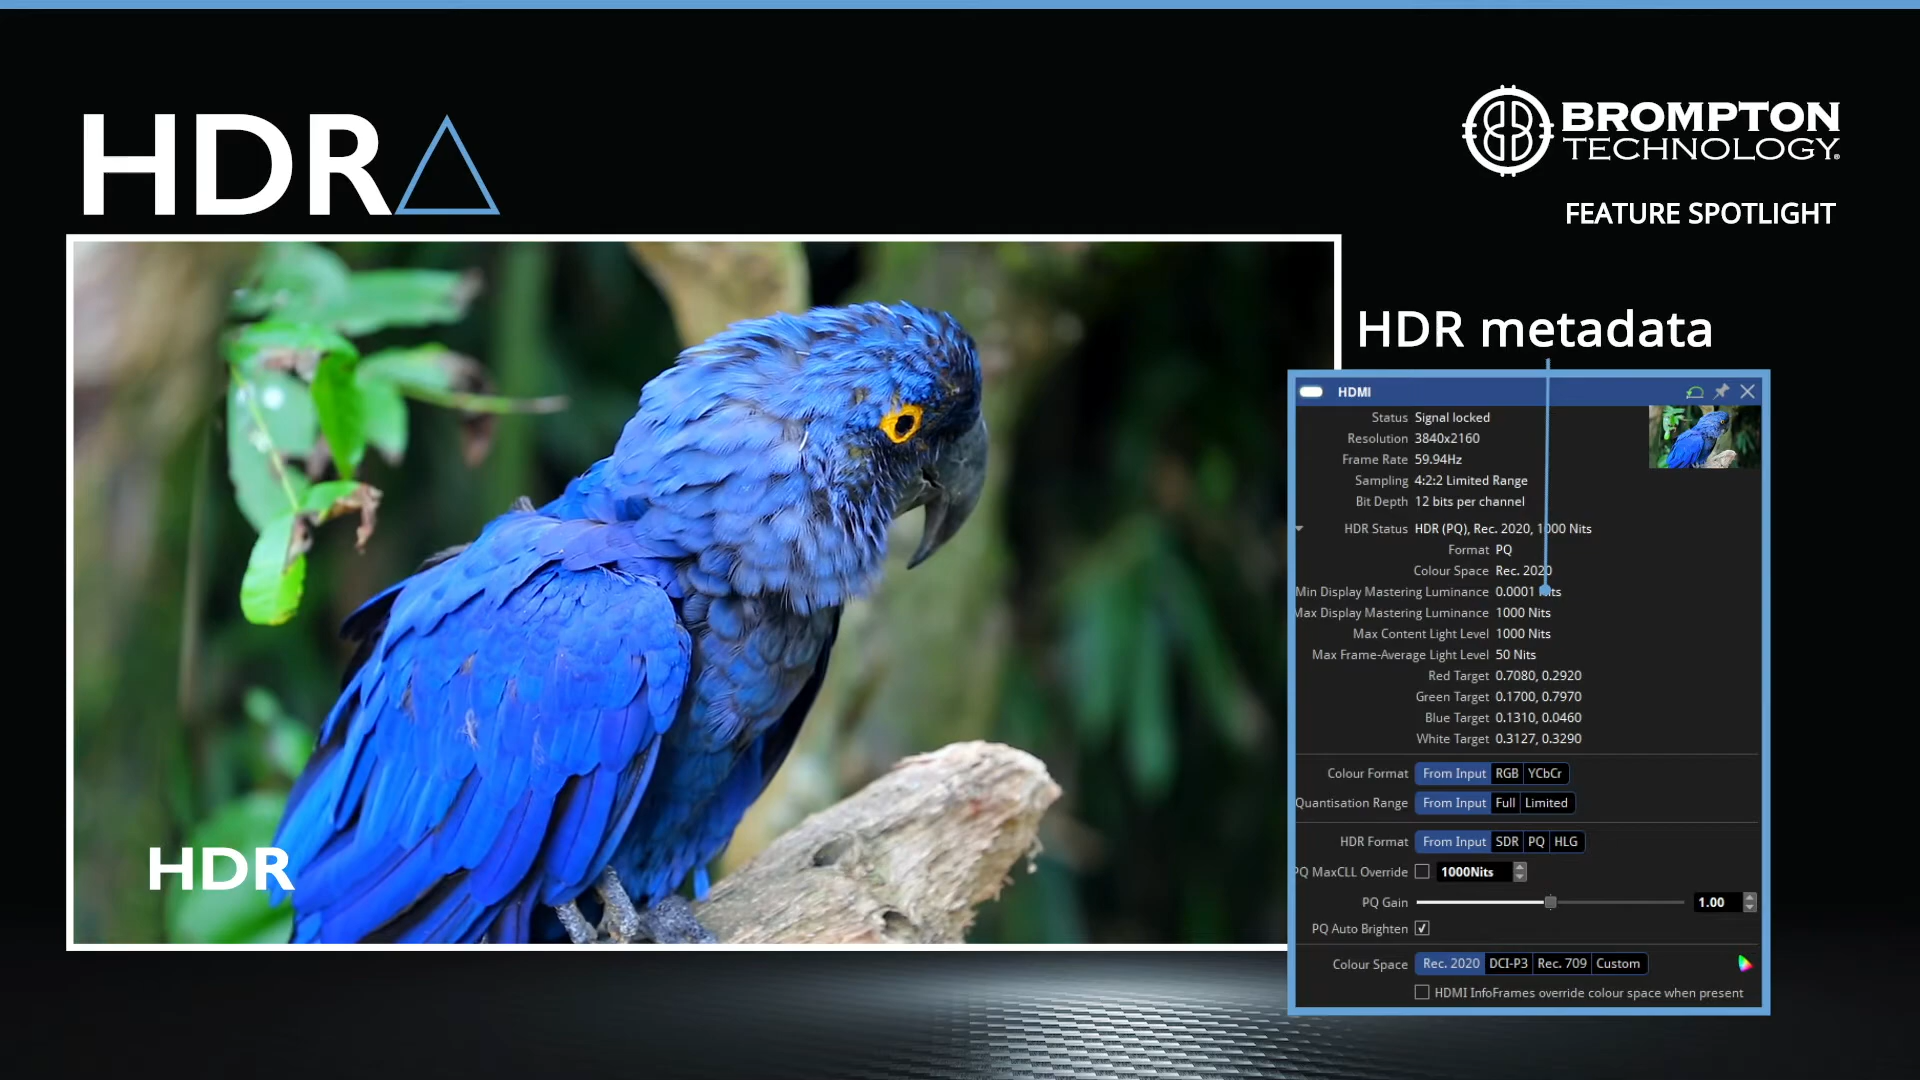 HDR
BROMPTON
TECHNOLOGY®
FEATURE SPOTLIGHT
HDR metadata
HDR
HDMI
Status Signal locked
Resolution 3840x2160
Frame Rate 59.94Hz
Sampling 4:2:2 Limited Range
Bit Depth 12 bits per channel
HDR Status HDR (PQ), Rec. 2020, 1000 Nits
Format PQ
Colour Space Rec. 2020
Min Display Mastering Luminance 0.0001 Nits
Max Display Mastering Luminance 1000 Nits
Max Content Light Level 1000 Nits
Max Frame-Average Light Level 50 Nits
Red Target 0.7080, 0.2920
Green Target 0.1700, 0.7970
Blue Target 0.1310, 0.0460
White Target 0.3127, 0.3290
Colour Format From Input RGB YCbCr
Quantisation Range From Input Full Limited
HDR Format From Input SDR PQ HLG
PQ MaxCLL Override 1000Nits
PQ Gain 1.00
PQ Auto Brighten
Colour Space Rec. 2020 DCI-P3 Rec. 709 Custom
HDMI InfoFrames override colour space when present